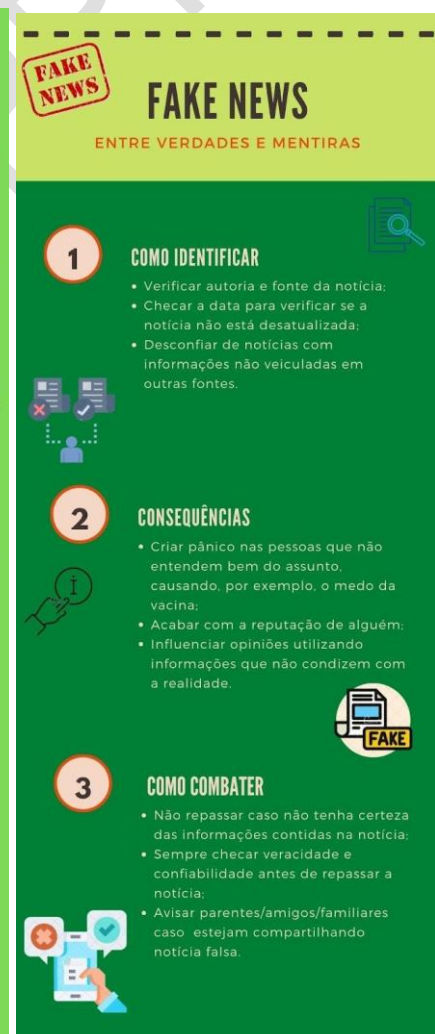 FAKE
NEWS
FAKE NEWS
ENTRE VERDADES E MENTIRAS
1
COMO IDENTIFICAR
• Verificar autoria e fonte da notícia;
• Checar a data para verificar se a
notícia não está desatualizada;
• Desconfiar de notícias com
informações não veiculadas em
outras fontes.
2
CONSEQUÊNCIAS
• Criar pânico nas pessoas que não
entendem bem do assunto,
causando, por exemplo, o medo da
vacina;
• Acabar com a reputação de alguém;
• Influenciar opiniões utilizando
informações que não condizem com
a realidade.
FAKE
3
COMO COMBATER
• Não repassar caso não tenha certeza
das informações contidas na notícia;
• Sempre checar veracidade e
confiabilidade antes de repassar a
notícia;
• Avisar parentes/amigos/familiares
caso estejam compartilhando
notícia falsa.